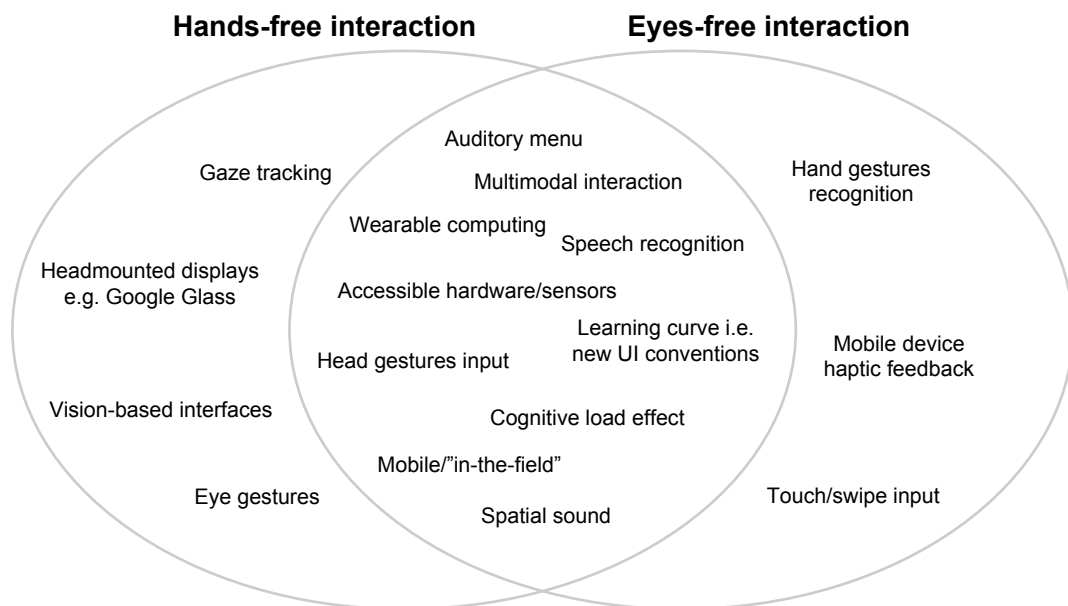 Hands-free interaction
Eyes-free interaction
Auditory menu
Gaze tracking
Multimodal interaction
Hand gestures
recognition
Wearable computing
Speech recognition
Headmounted displays
e.g. Google Glass
Accessible hardware/sensors
Learning curve i.e.
new UI conventions
Head gestures input
Mobile device
haptic feedback
Vision-based interfaces
Cognitive load effect
Mobile/”in-the-field”
Eye gestures
Touch/swipe input
Spatial sound